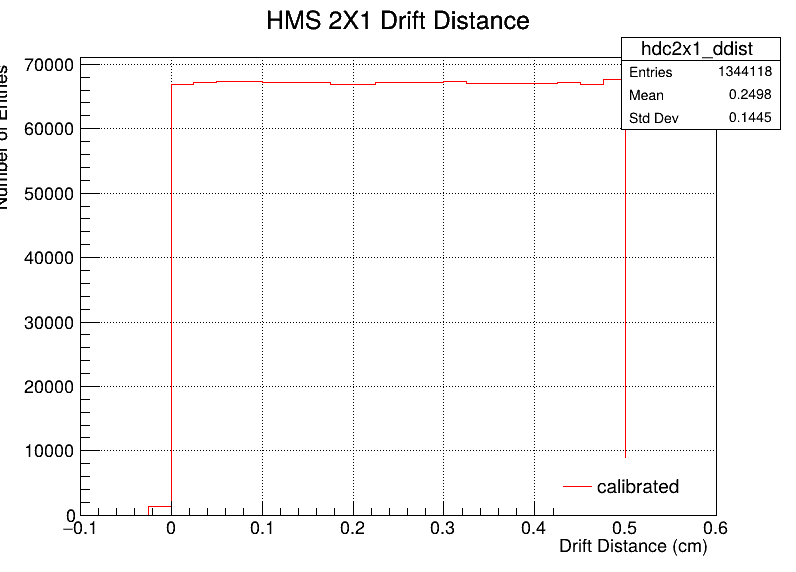 HMS 2X1 Drift Distance
hdc2x1_ddist
Entries 1344118
Mean 0.2498
Std Dev 0.1445
Number of Entries
70000
60000
50000
40000
30000
20000
10000
0
calibrated
−0.1 0 0.1 0.2 0.3 0.4 0.5 0.6
Drift Distance (cm)